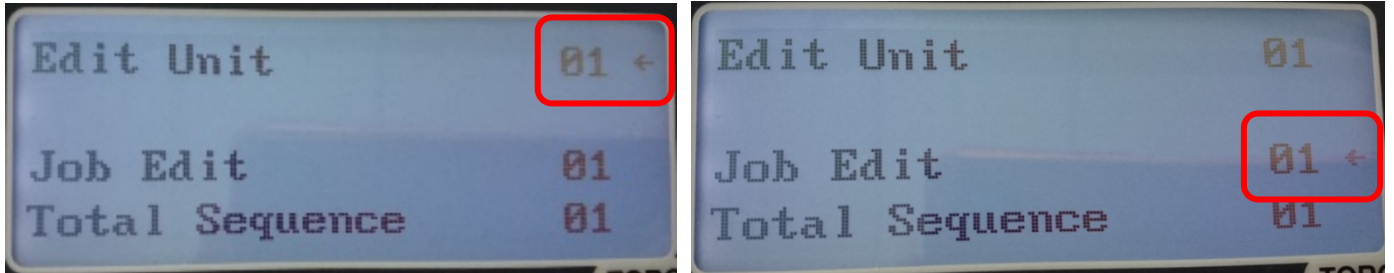 Edit Unit 01 ←
Job Edit 01
Total Sequence 01
Edit Unit 01
Job Edit 01 ←
Total Sequence 01